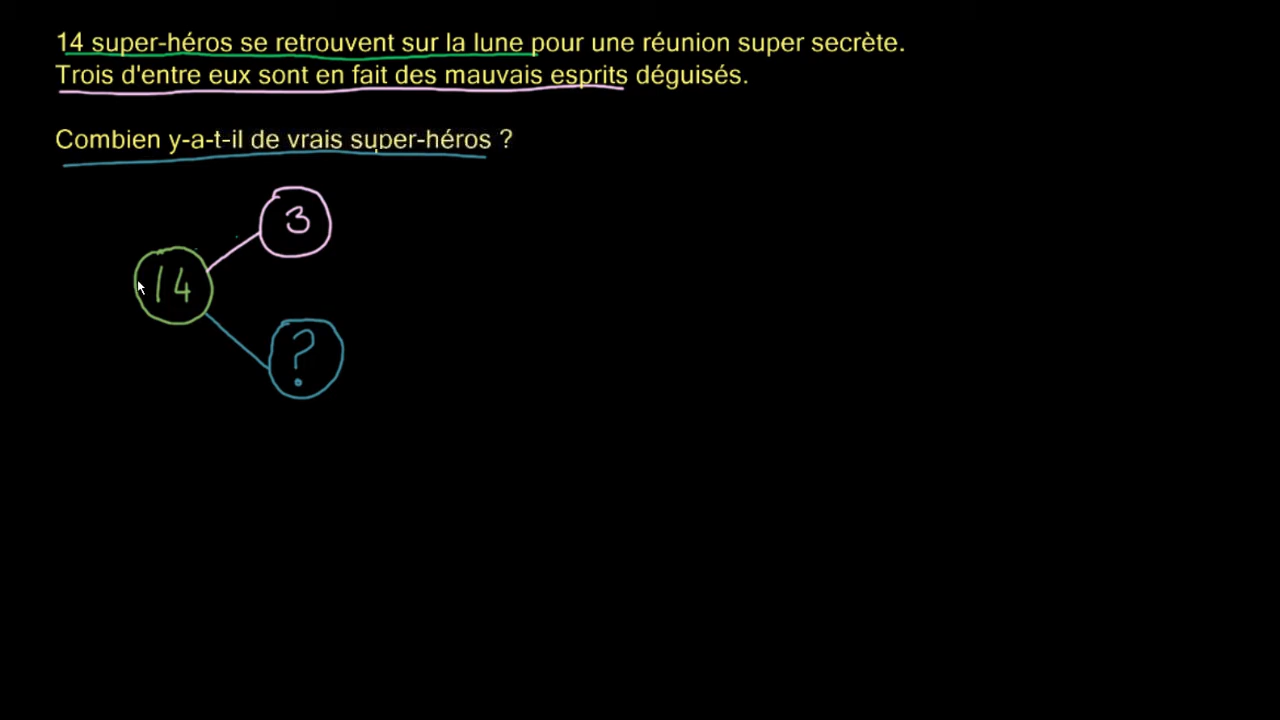 14 super-héros se retrouvent sur la lune pour une réunion super secrète.
Trois d'entre eux sont en fait des mauvais esprits déguisés.
Combien y-a-t-il de vrais super-héros ?
3
14
?